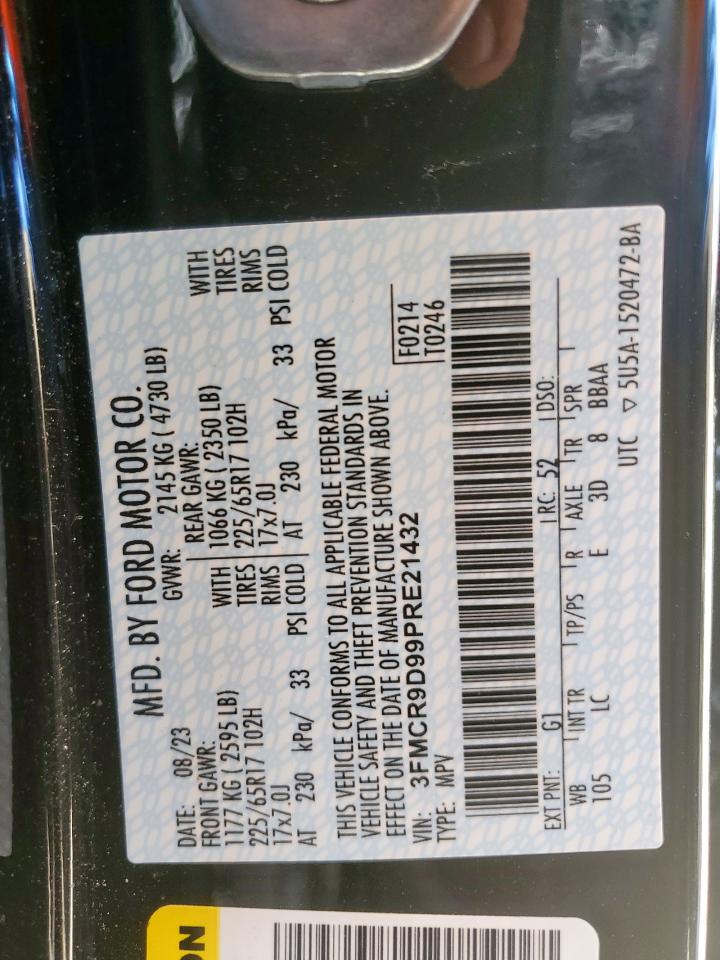 MFD. BY FORD MOTOR CO.
DATE: 08/23 GVWR: 2145 KG ( 4730 LB)
FRONT GAWR: REAR GAWR:
1177 KG ( 2595 LB) WITH 1066 KG ( 2350 LB) WITH
225/65R17 102H TIRES 225/65R17 102H TIRES
17x7.0J RIMS 17x7.0J RIMS
AT 230 kPa/ 33 PSI COLD AT 230 kPa/ 33 PSI COLD
THIS VEHICLE CONFORMS TO ALL APPLICABLE FEDERAL MOTOR
VEHICLE SAFETY AND THEFT PREVENTION STANDARDS IN
EFFECT ON THE DATE OF MANUFACTURE SHOWN ABOVE.
VIN: 3FMCR9D99PRE21432 F0214
TYPE: MPV T0246
EXT PNT: G1 RC: 52 DSO:
WB INT TR TP/PS R AXLE TR SPR
105 LC E 3D 8 BBAA
UTC ▽ 5U5A-1520472-BA
ON